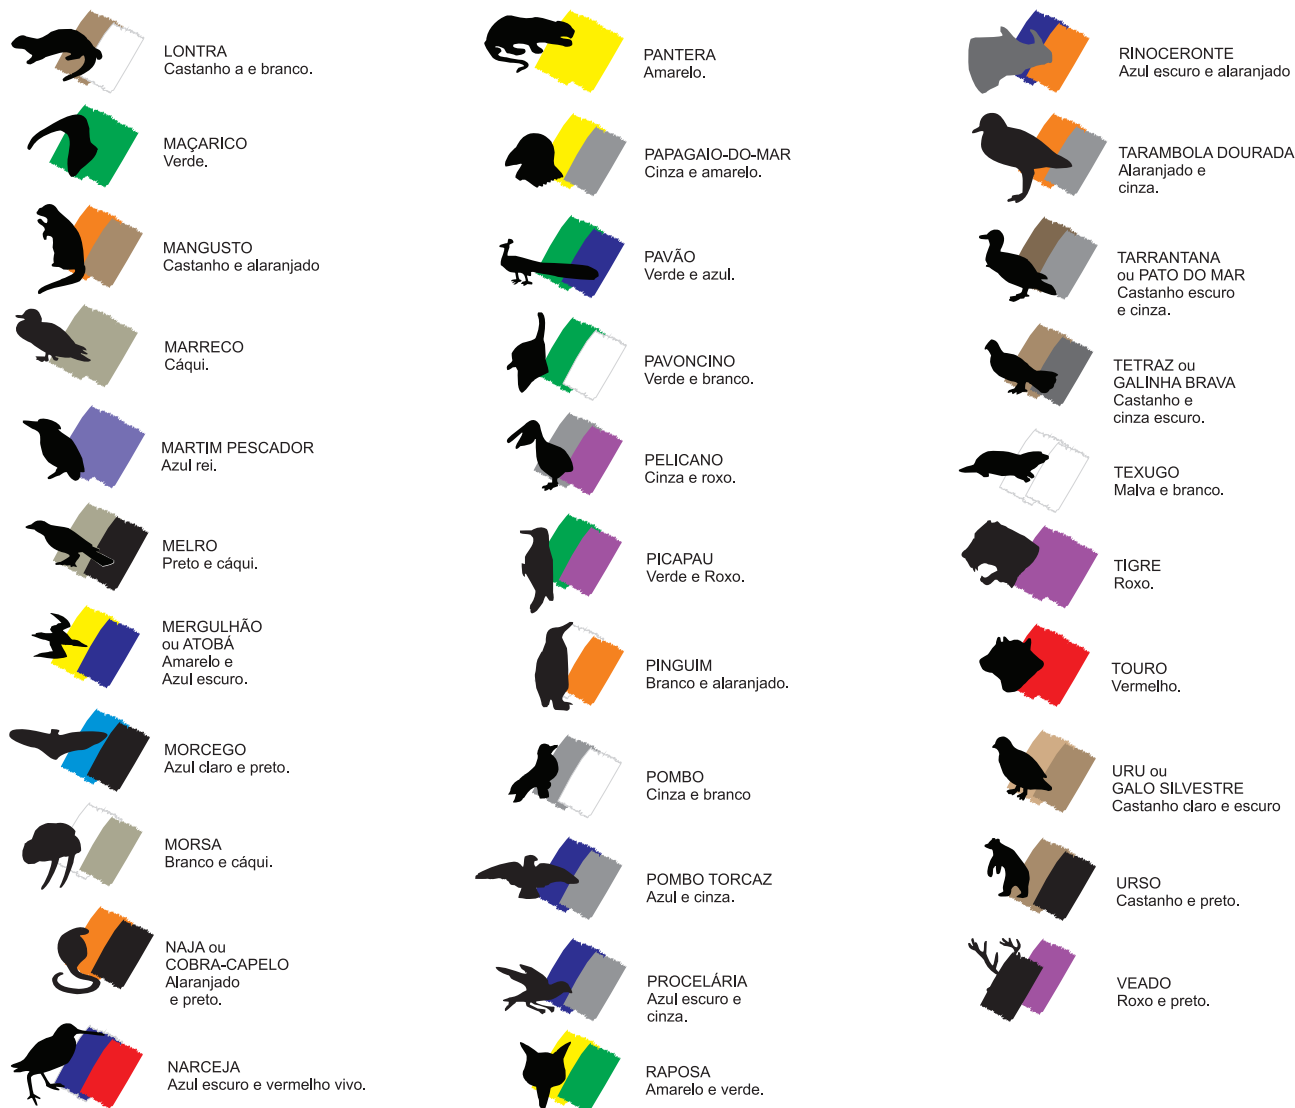 LONTRA
Castanho a e branco.
MAÇARICO
Verde.
MANGUSTO
Castanho e alaranjado
MARRECO
Cáqui.
MARTIM PESCADOR
Azul rei.
MELRO
Preto e cáqui.
MERGULHÃO
ou ATOBÁ
Amarelo e
Azul escuro.
MORCEGO
Azul claro e preto.
MORSA
Branco e cáqui.
NAJA ou
COBRA-CAPELO
Alaranjado
e preto.
NARCEJA
Azul escuro e vermelho vivo.
PANTERA
Amarelo.
PAPAGAIO-DO-MAR
Cinza e amarelo.
PAVÃO
Verde e azul.
PAVONCINO
Verde e branco.
PELICANO
Cinza e roxo.
PICAPAU
Verde e Roxo.
PINGUIM
Branco e alaranjado.
POMBO
Cinza e branco
POMBO TORCAZ
Azul e cinza.
PROCELÁRIA
Azul escuro e
cinza.
RAPOSA
Amarelo e verde.
RINOCERONTE
Azul escuro e alaranjado
TARAMBOLA DOURADA
Alaranjado e
cinza.
TARRANTANA
ou PATO DO MAR
Castanho escuro
e cinza.
TETRAZ ou
GALINHA BRAVA
Castanho e
cinza escuro.
TEXUGO
Malva e branco.
TIGRE
Roxo.
TOURO
Vermelho.
URU ou
GALO SILVESTRE
Castanho claro e escuro
URSO
Castanho e preto.
VEADO
Roxo e preto.